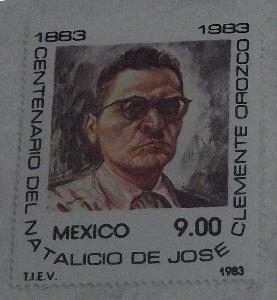 1883 1983
CENTENARIO DEL NATALICIO DE JOSE CLEMENTE OROZCO
MEXICO 9.00
T.I.E.V. 1983